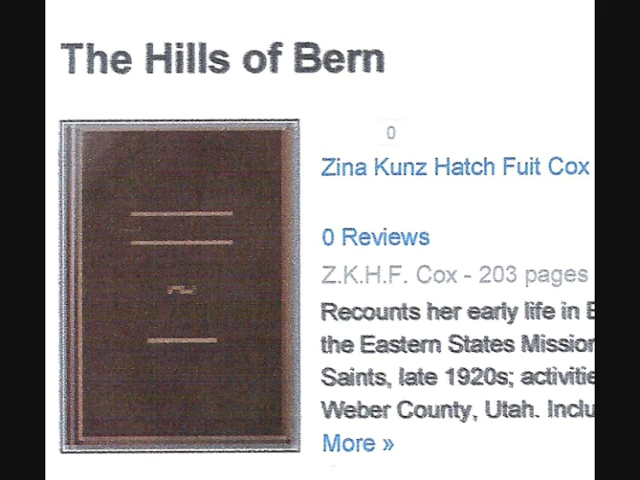 The Hills of Bern
0
Zina Kunz Hatch Fuit Cox
0 Reviews
Z.K.H.F. Cox - 203 pages
Recounts her early life in
the Eastern States Mission
Saints, late 1920s; activitie
Weber County, Utah. Inclu
More »